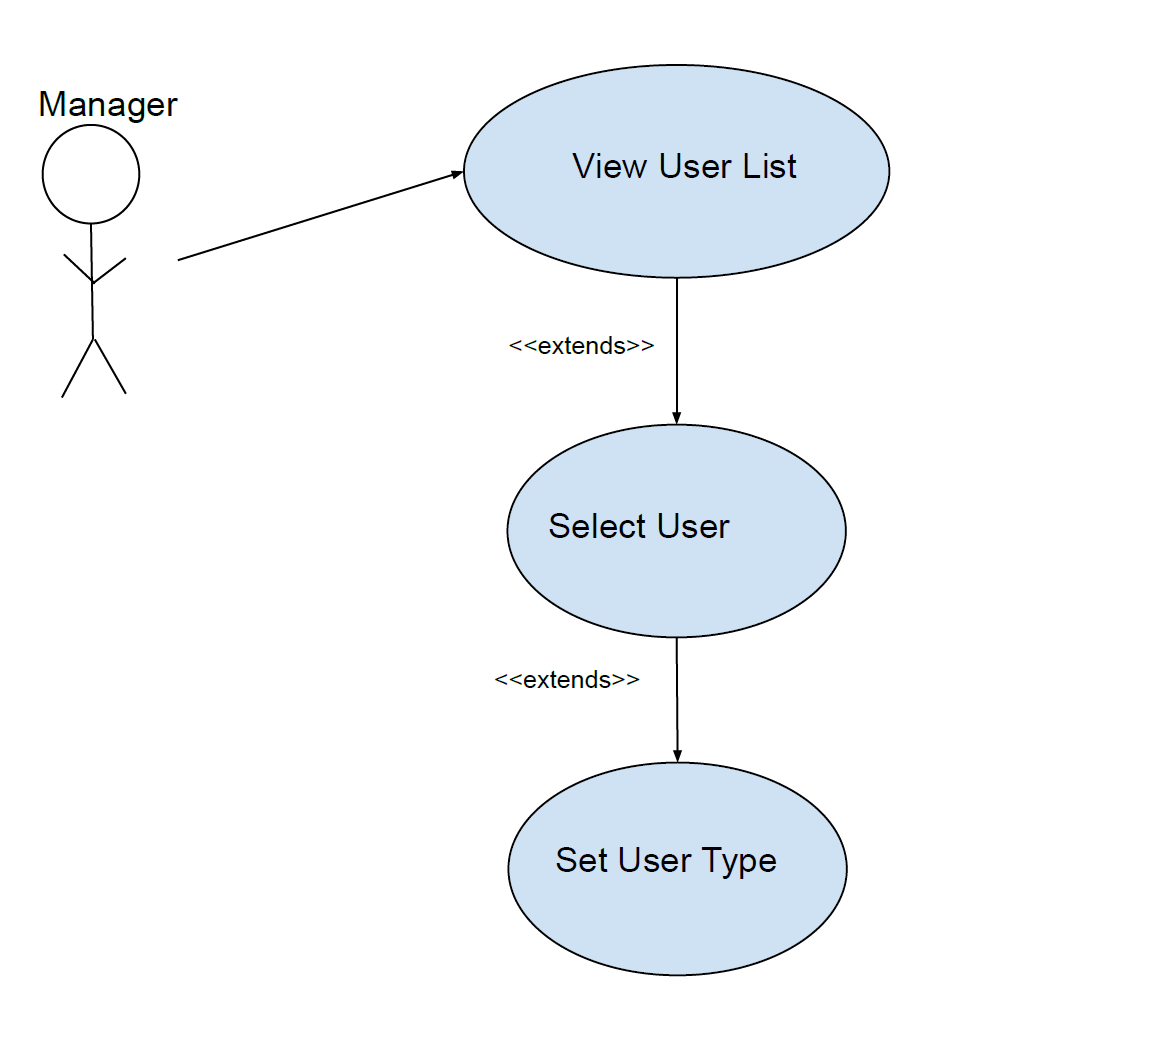 Manager
View User List
<<extends>>
Select User
<<extends>>
Set User Type